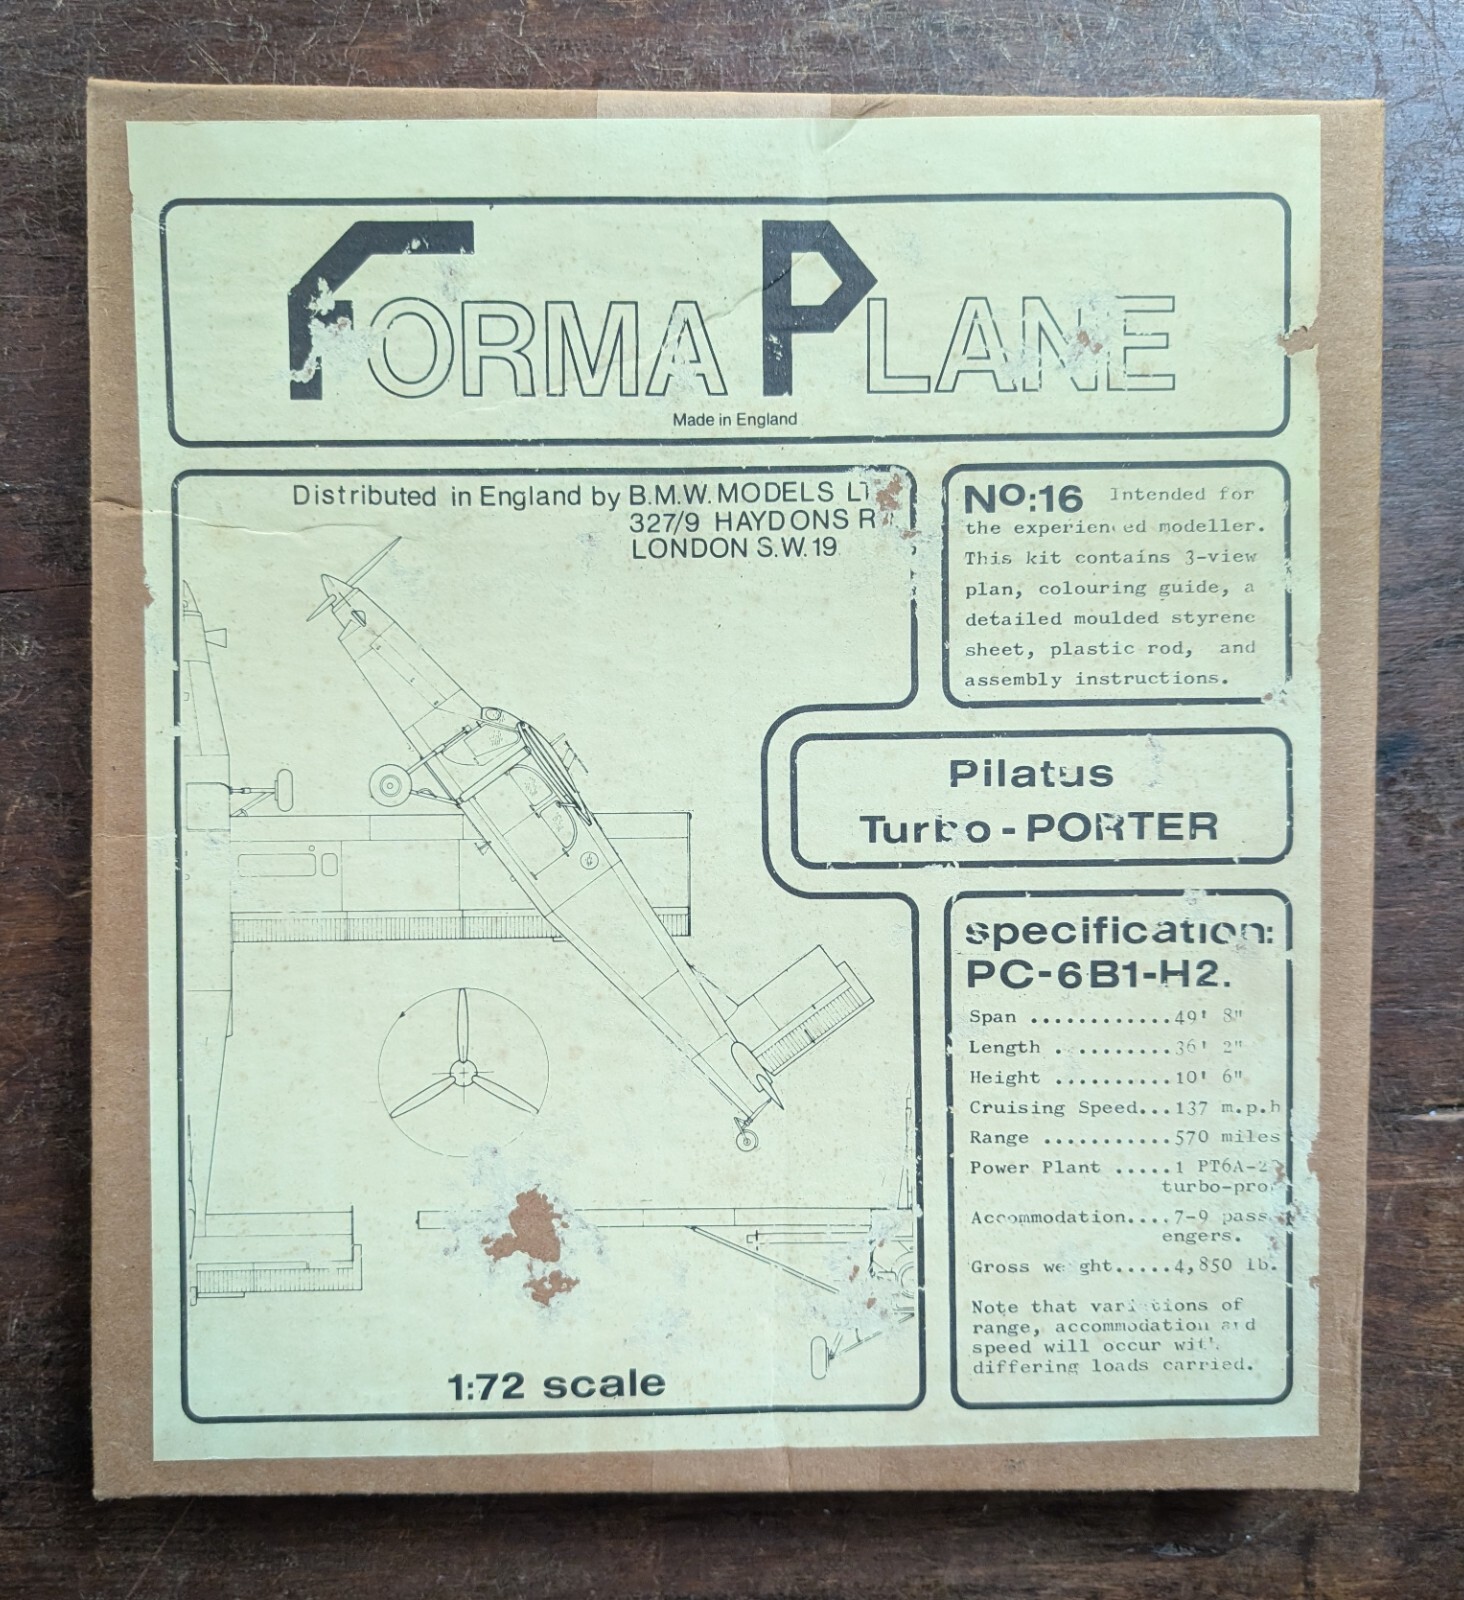 FORMA PLANE
Made in England
Distributed in England by B.M.W. MODELS
327/9 HAYDONS
LONDON S.W.19
No:16 Intended for
the experienced modeller.
This kit contains 3-view
plan, colouring guide, a
detailed moulded styrene
sheet, plastic rod, and
assembly instructions.
Pilatus
Turbo-PORTER
specification:
PC-6B1-H2.
Span ............49' 8"
Length ..........36' 2"
Height ..........10' 6"
Cruising Speed...137 m.p.h
Range ...........570 miles
Power Plant .....1
turbo-prop
Accommodation....7-9 pass
engers.
Gross weight.....4,850 lb.
Note that variations of
range, accommodation and
speed will occur with
differing loads carried.
1:72 scale